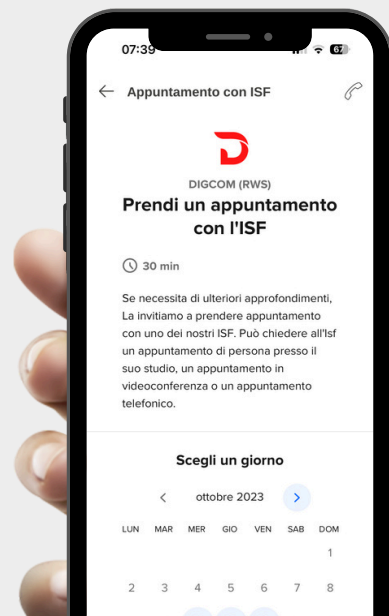 07:39
67
Appuntamento con ISF
DIGCOM (RWS)
Prendi un appuntamento
con l'ISF
30 min
Se necessita di ulteriori approfondimenti,
La invitiamo a prendere appuntamento
con uno dei nostri ISF. Può chiedere all'Isf
un appuntamento di persona presso il
suo studio, un appuntamento in
videoconferenza o un appuntamento
telefonico.
Scegli un giorno
ottobre 2023
LUN MAR MER GIO VEN SAB DOM
1
2 3 4 5 6 7 8